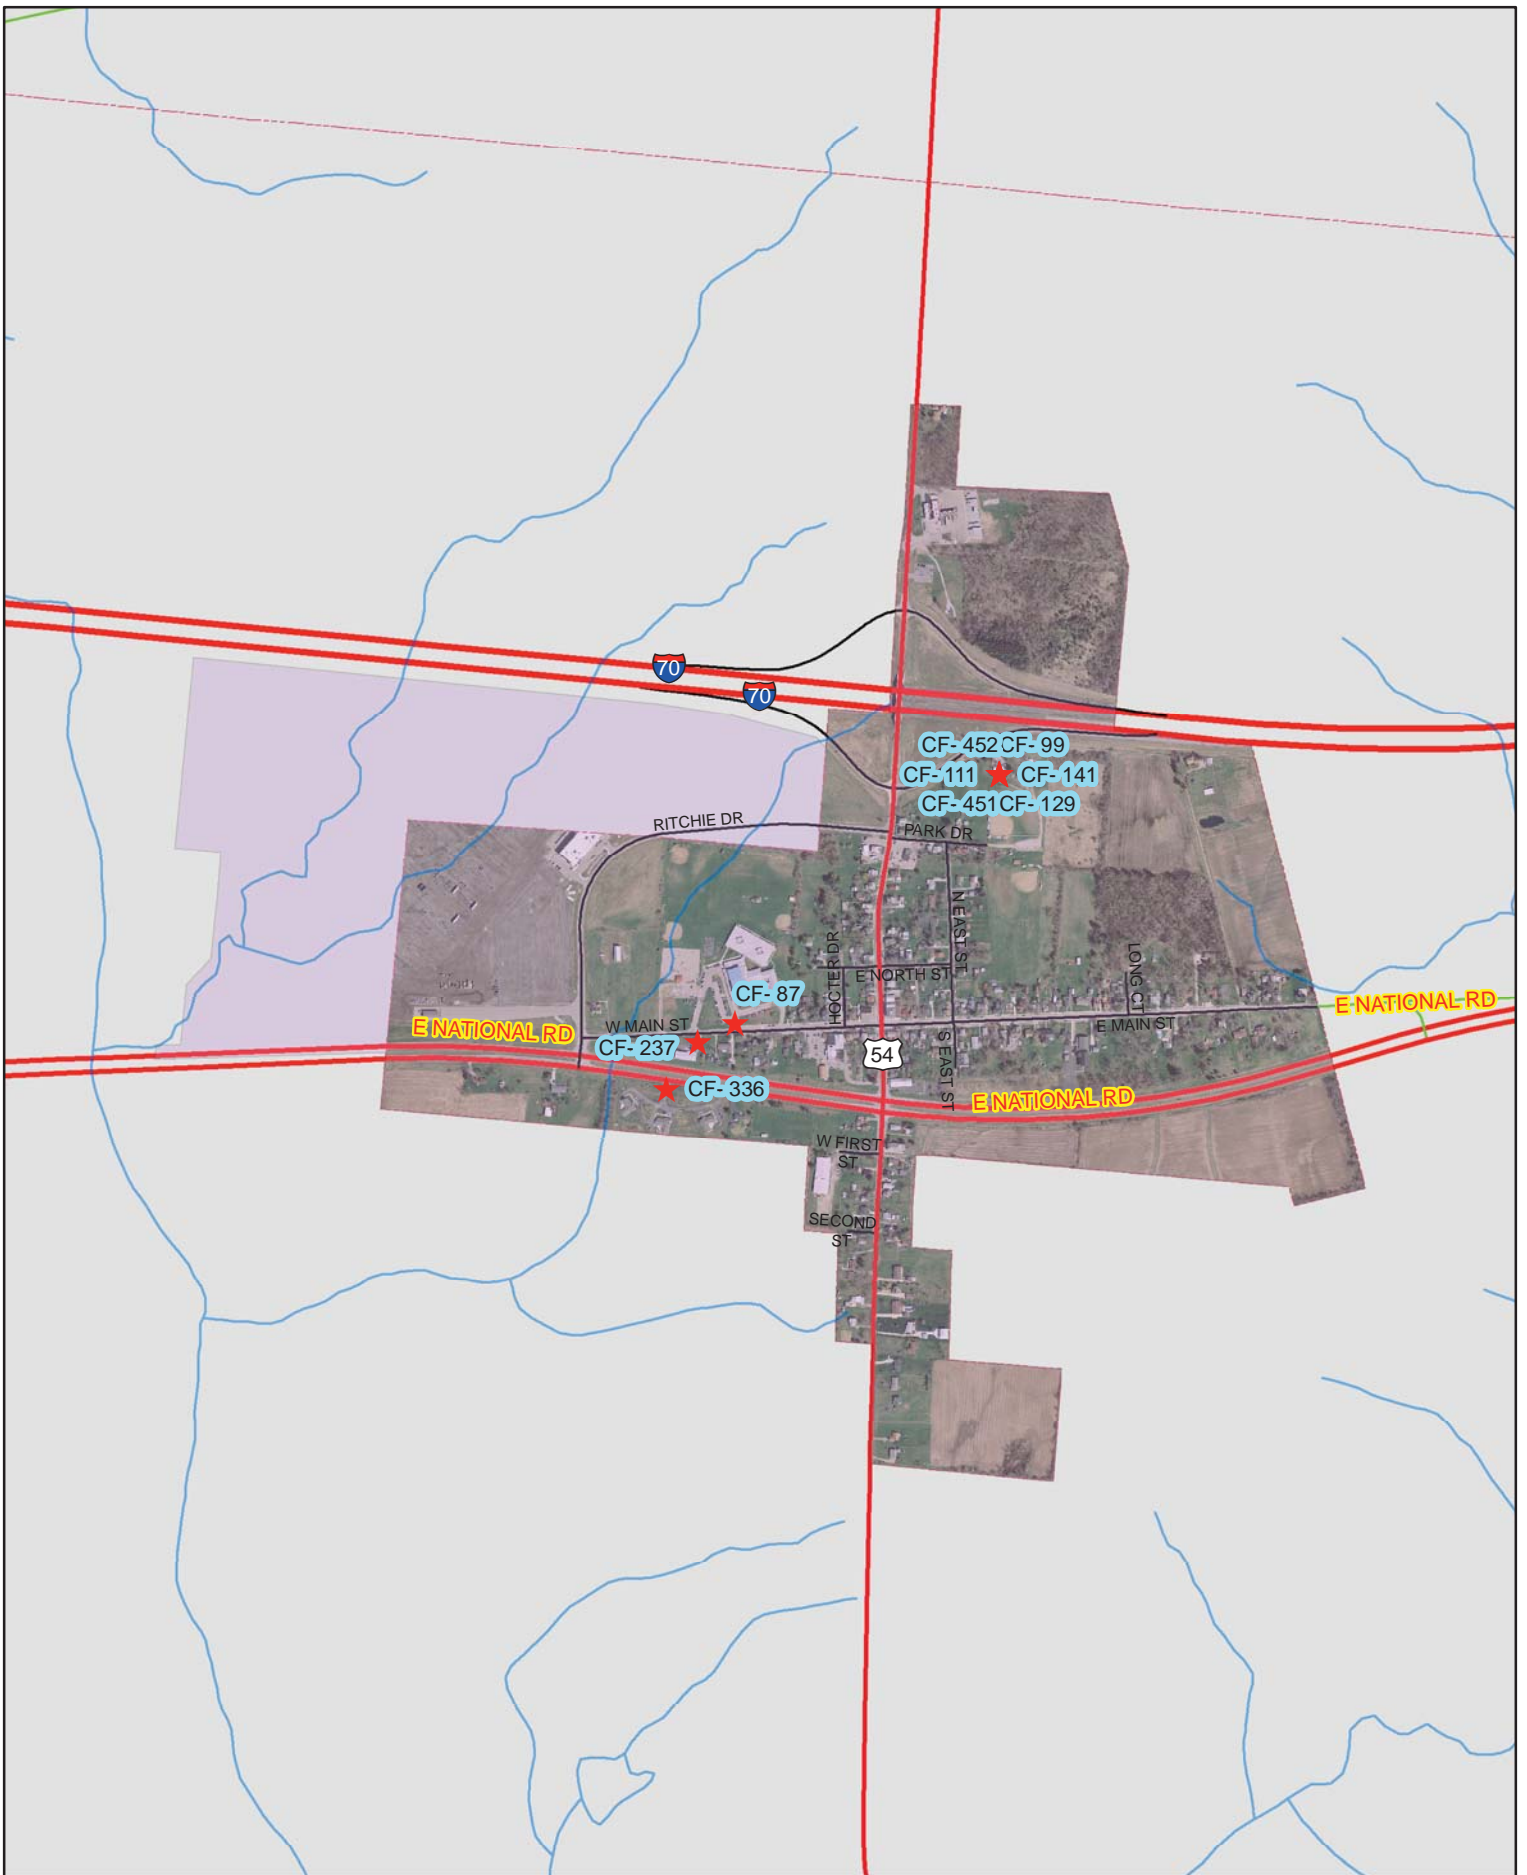 70
70
CF- 452 CF- 99
CF- 111 CF- 141
CF- 451 CF- 129
RITCHIE DR
PARK DR
N EAST ST
HOCTER DR
E NORTH ST
LONG CT
CF- 87
E NATIONAL RD
W MAIN ST
E NATIONAL RD
E MAIN ST
CF- 237
54
S EAST ST
CF- 336
E NATIONAL RD
W FIRST
ST
SECOND
ST